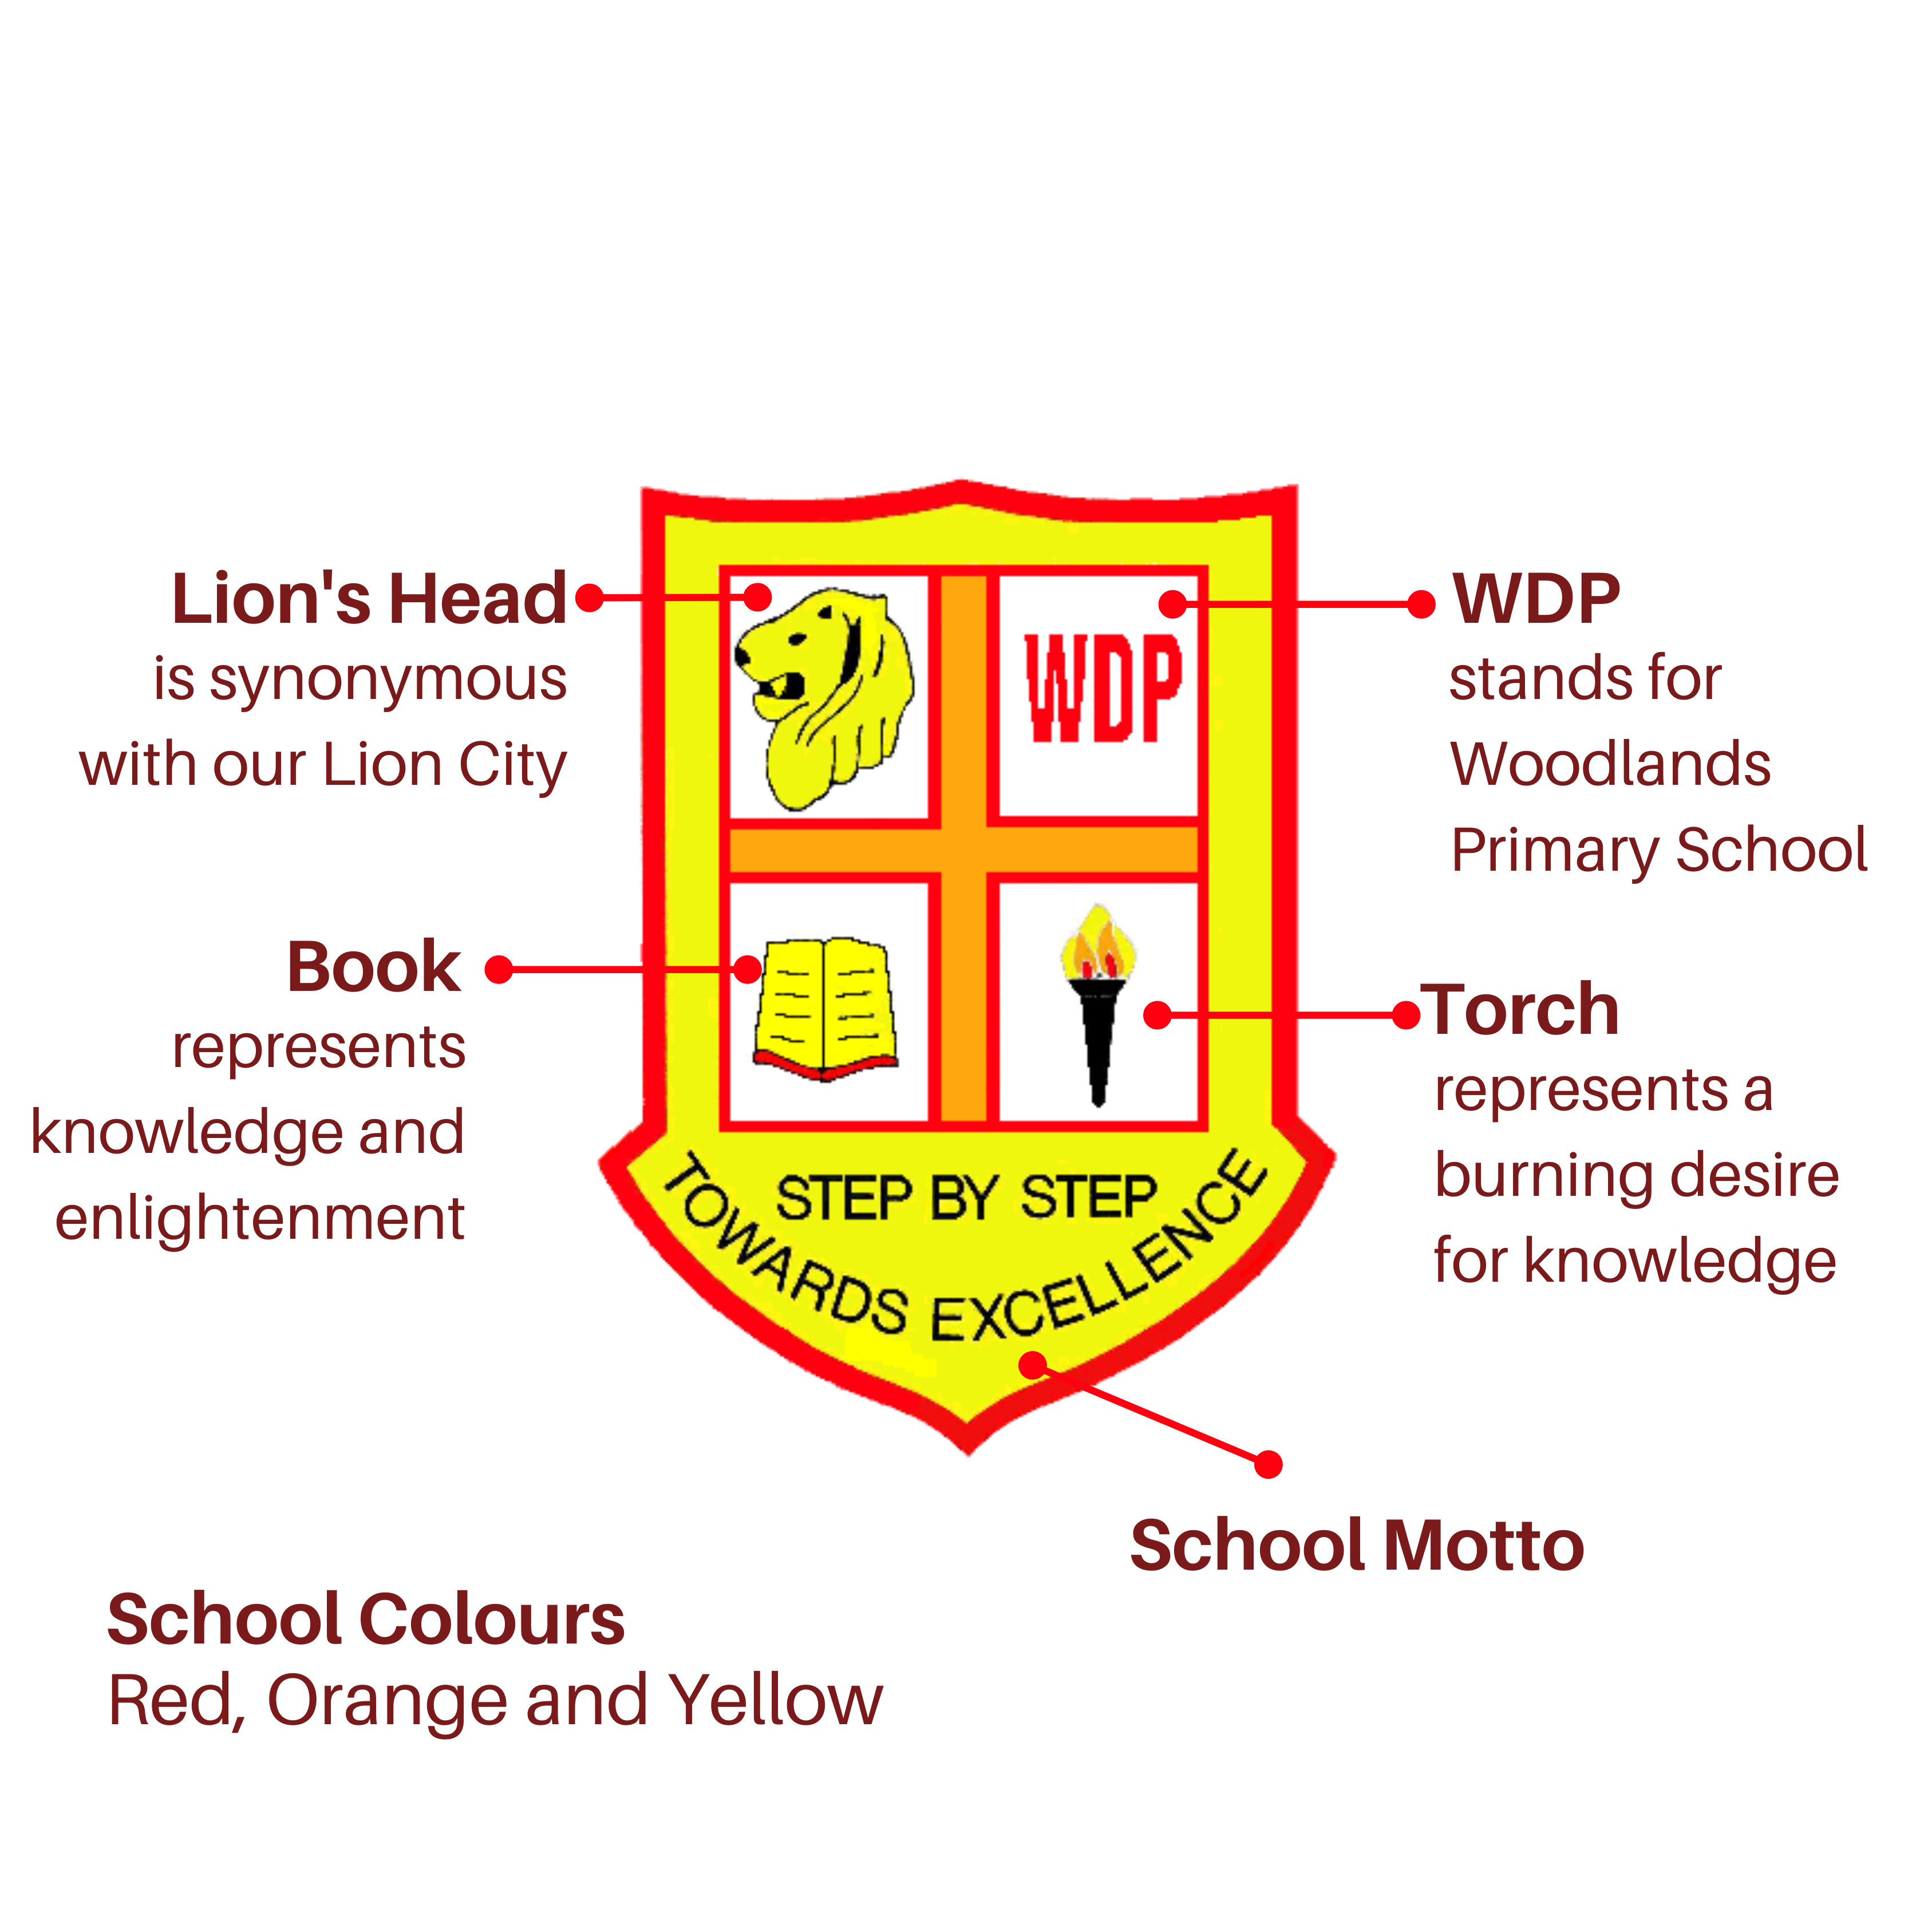 Lion's Head
is synonymous
with our Lion City
WDP
WDP
stands for
Woodlands
Primary School
Book
represents
knowledge and
enlightenment
Torch
represents a
burning desire
for knowledge
STEP BY STEP
TOWARDS EXCELLENCE
School Motto
School Colours
Red, Orange and Yellow